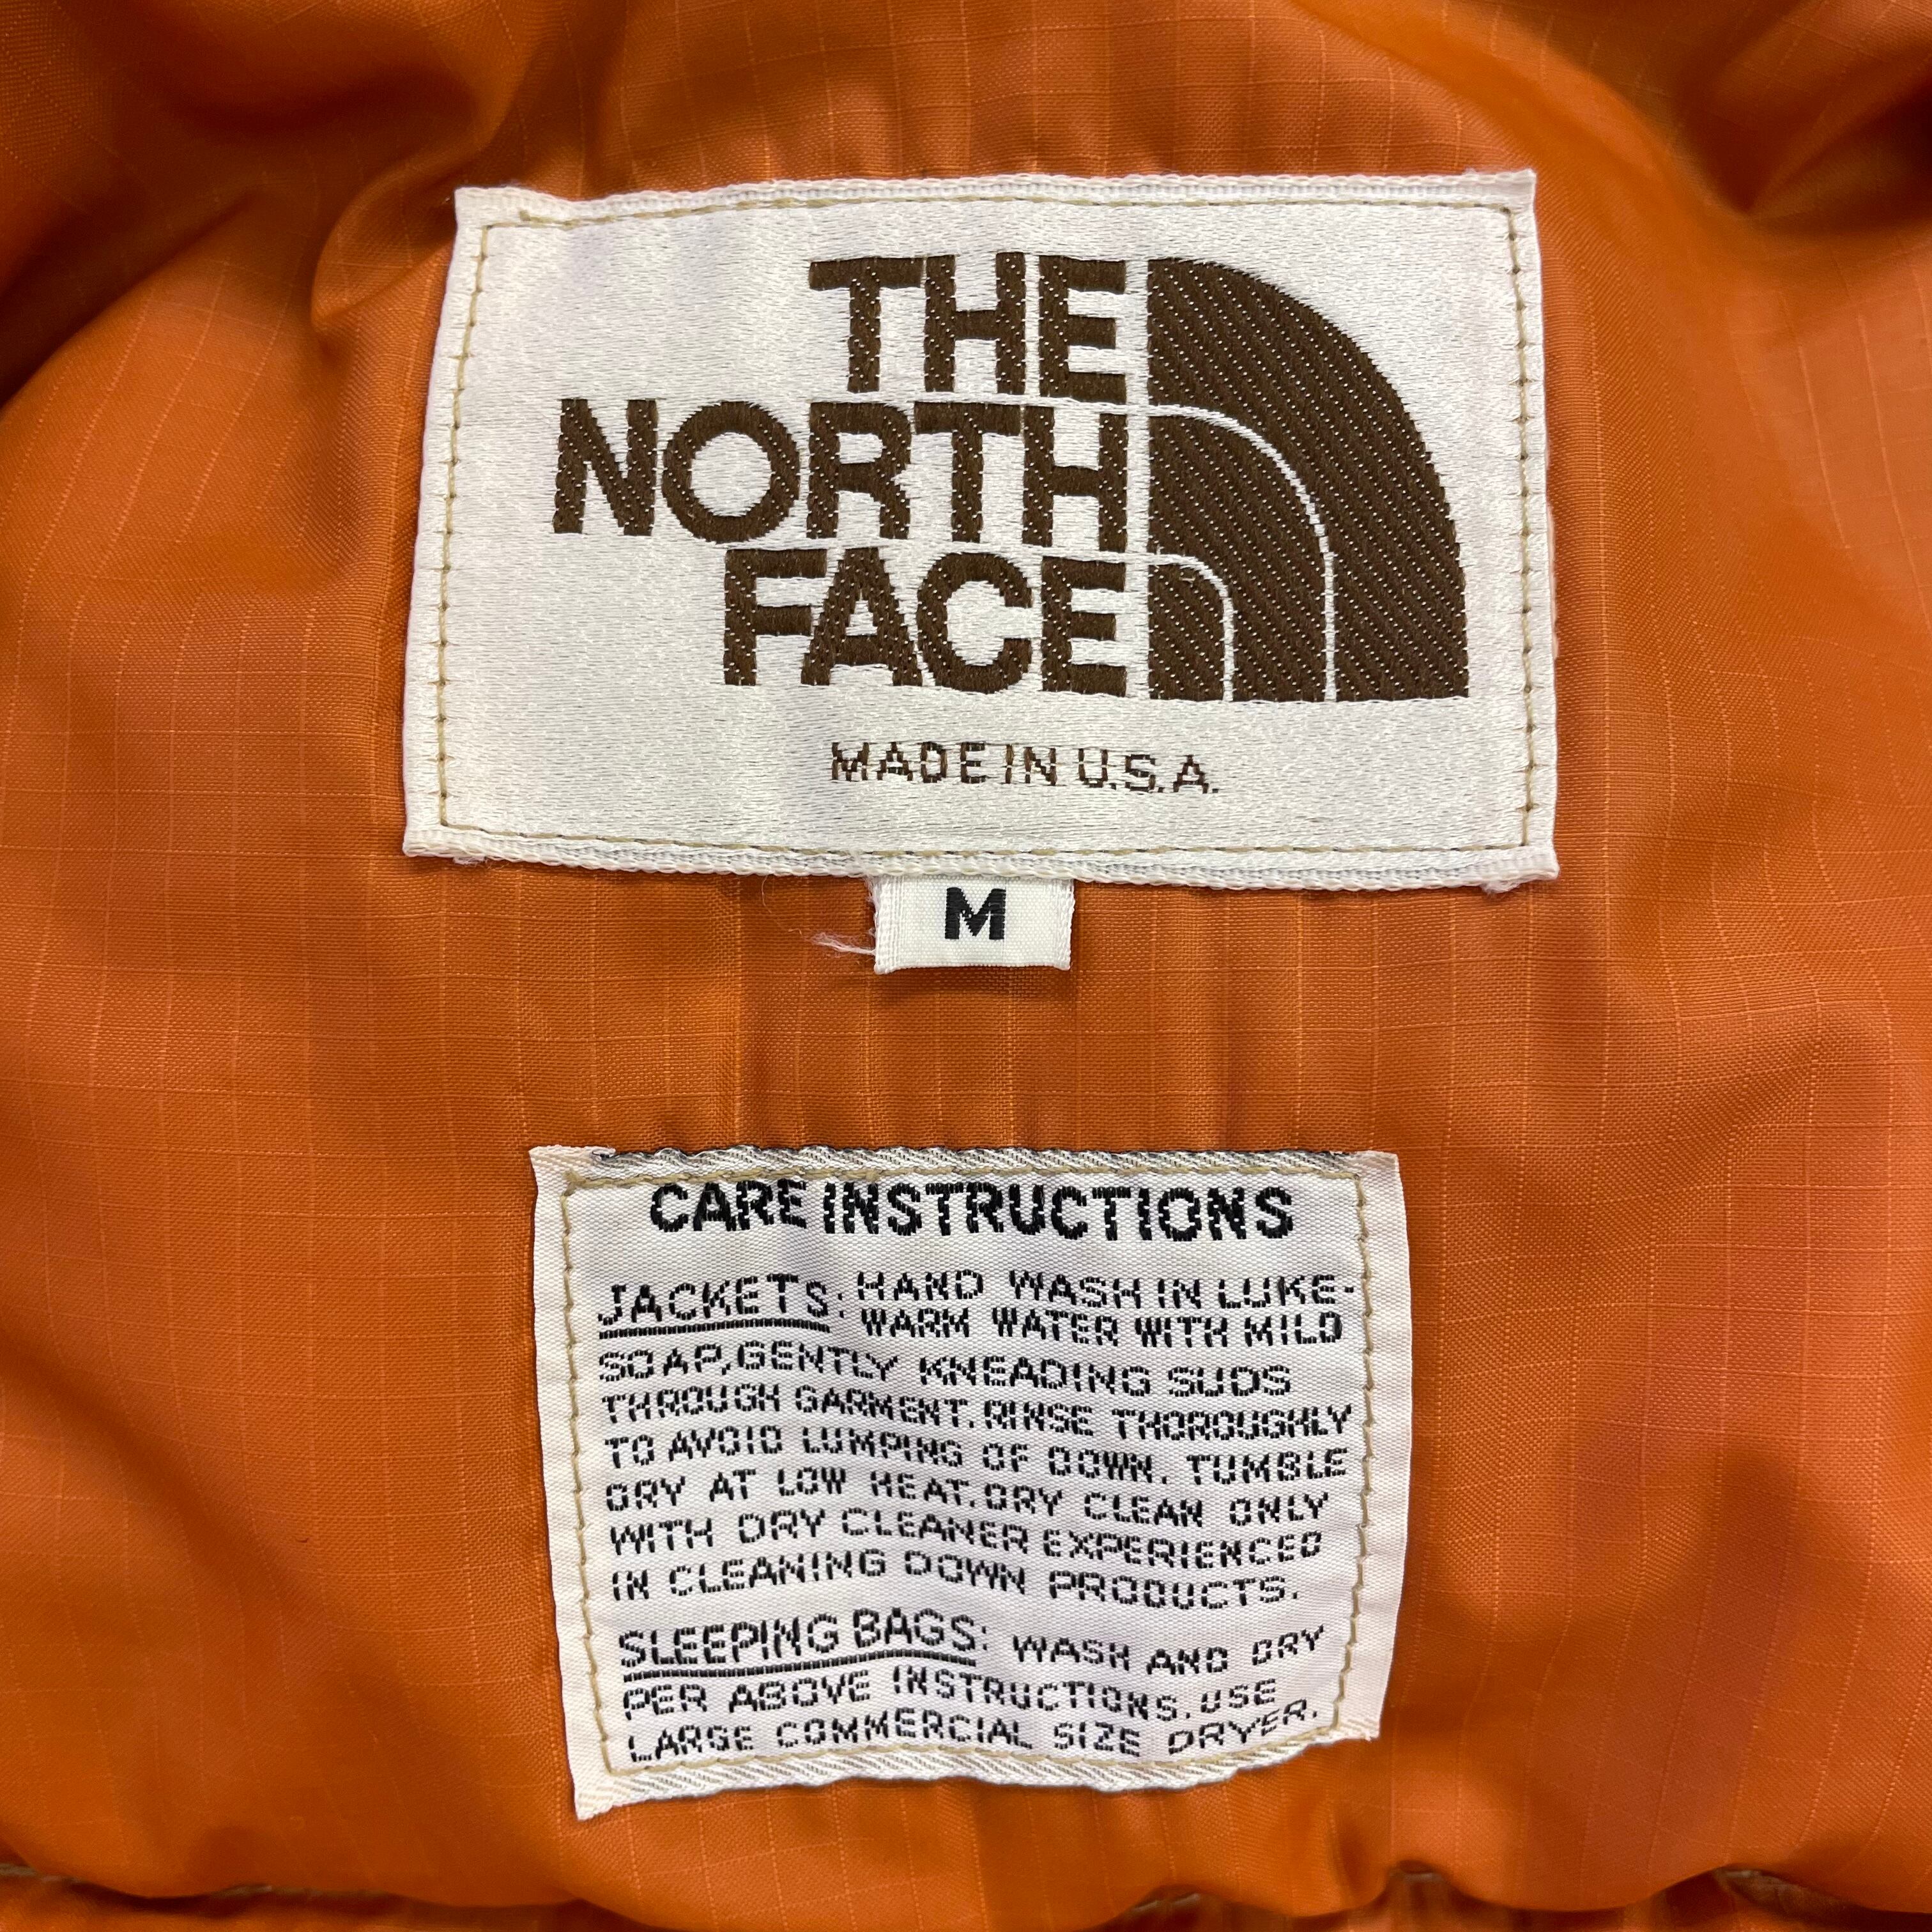 THE
NORTH
FACE
MADE IN U.S.A.
M
CARE INSTRUCTIONS
JACKETS: HAND WASH IN LUKE-
WARM WATER WITH MILD
SOAP, GENTLY KNEADING SUDS
THROUGH GARMENT. RINSE THOROUGHLY
TO AVOID LUMPING OF DOWN. TUMBLE
DRY AT LOW HEAT. DRY CLEAN ONLY
WITH DRY CLEANER EXPERIENCED
IN CLEANING DOWN PRODUCTS.
SLEEPING BAGS: WASH AND DRY
PER ABOVE INSTRUCTIONS. USE
LARGE COMMERCIAL SIZE DRYER.